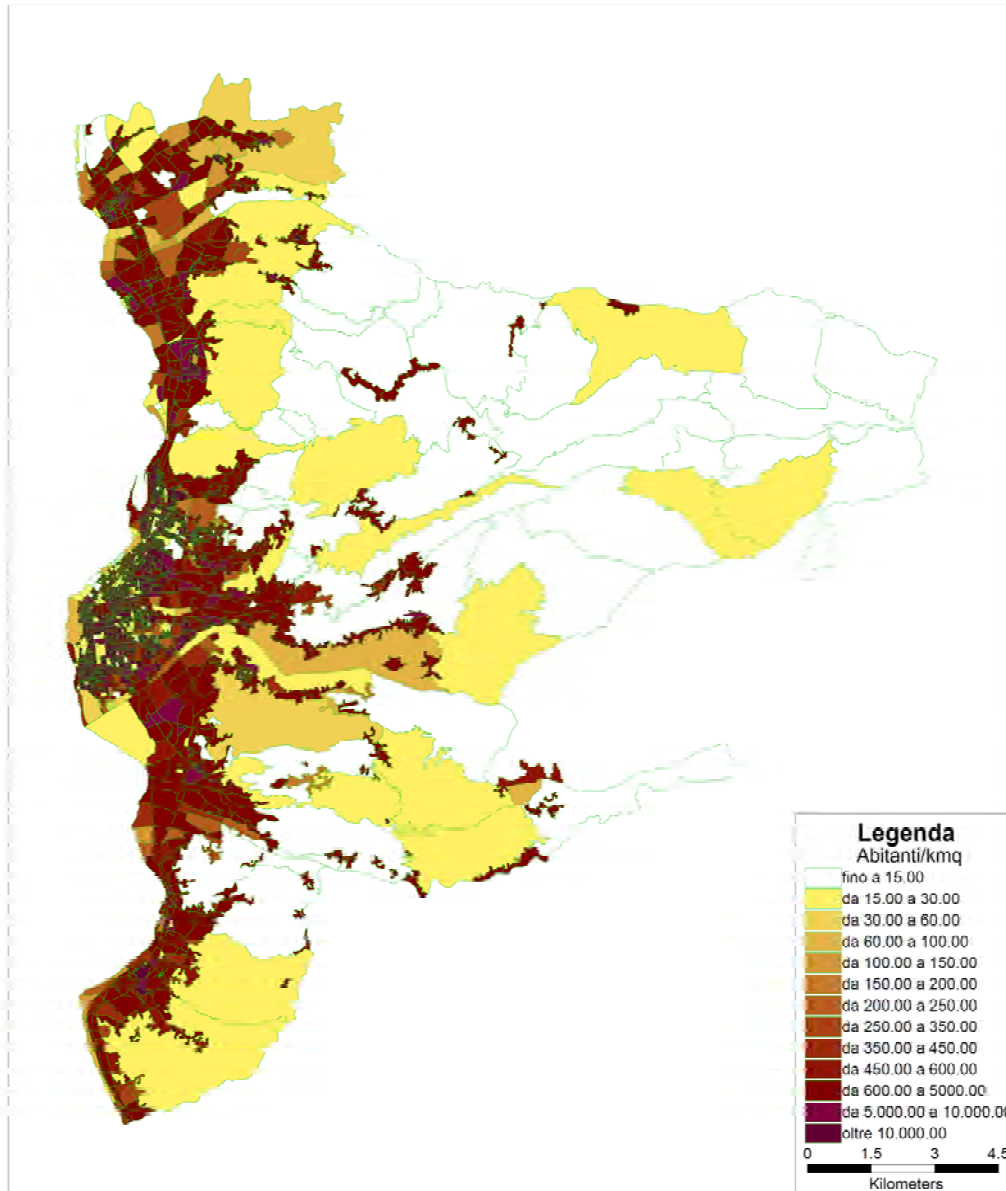 Legenda
Abitanti/kmq
fino a 15.00
da 15.00 a 30.00
da 30.00 a 60.00
da 60.00 a 100.00
da 100.00 a 150.00
da 150.00 a 200.00
da 200.00 a 250.00
da 250.00 a 350.00
da 350.00 a 450.00
da 450.00 a 600.00
da 600.00 a 5000.00
da 5.000.00 a 10.000.00
oltre 10.000.00
0 1.5 3 4.5
Kilometers